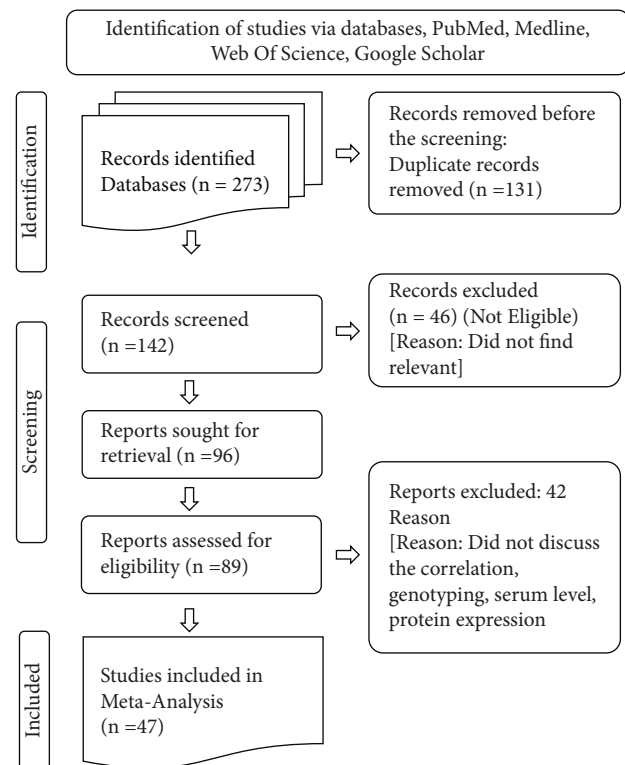 Identification of studies via databases, PubMed, Medline,
Web Of Science, Google Scholar
Identification
Records identified
Databases (n = 273)
Records removed before
the screening:
Duplicate records
removed (n =131)
Screening
Records screened
(n =142)
Records excluded
(n = 46) (Not Eligible)
[Reason: Did not find
relevant]
Reports sought for
retrieval (n =96)
Reports assessed for
eligibility (n =89)
Reports excluded: 42
Reason
[Reason: Did not discuss
the correlation,
genotyping, serum level,
protein expression
Included
Studies included in
Meta-Analysis
(n =47)